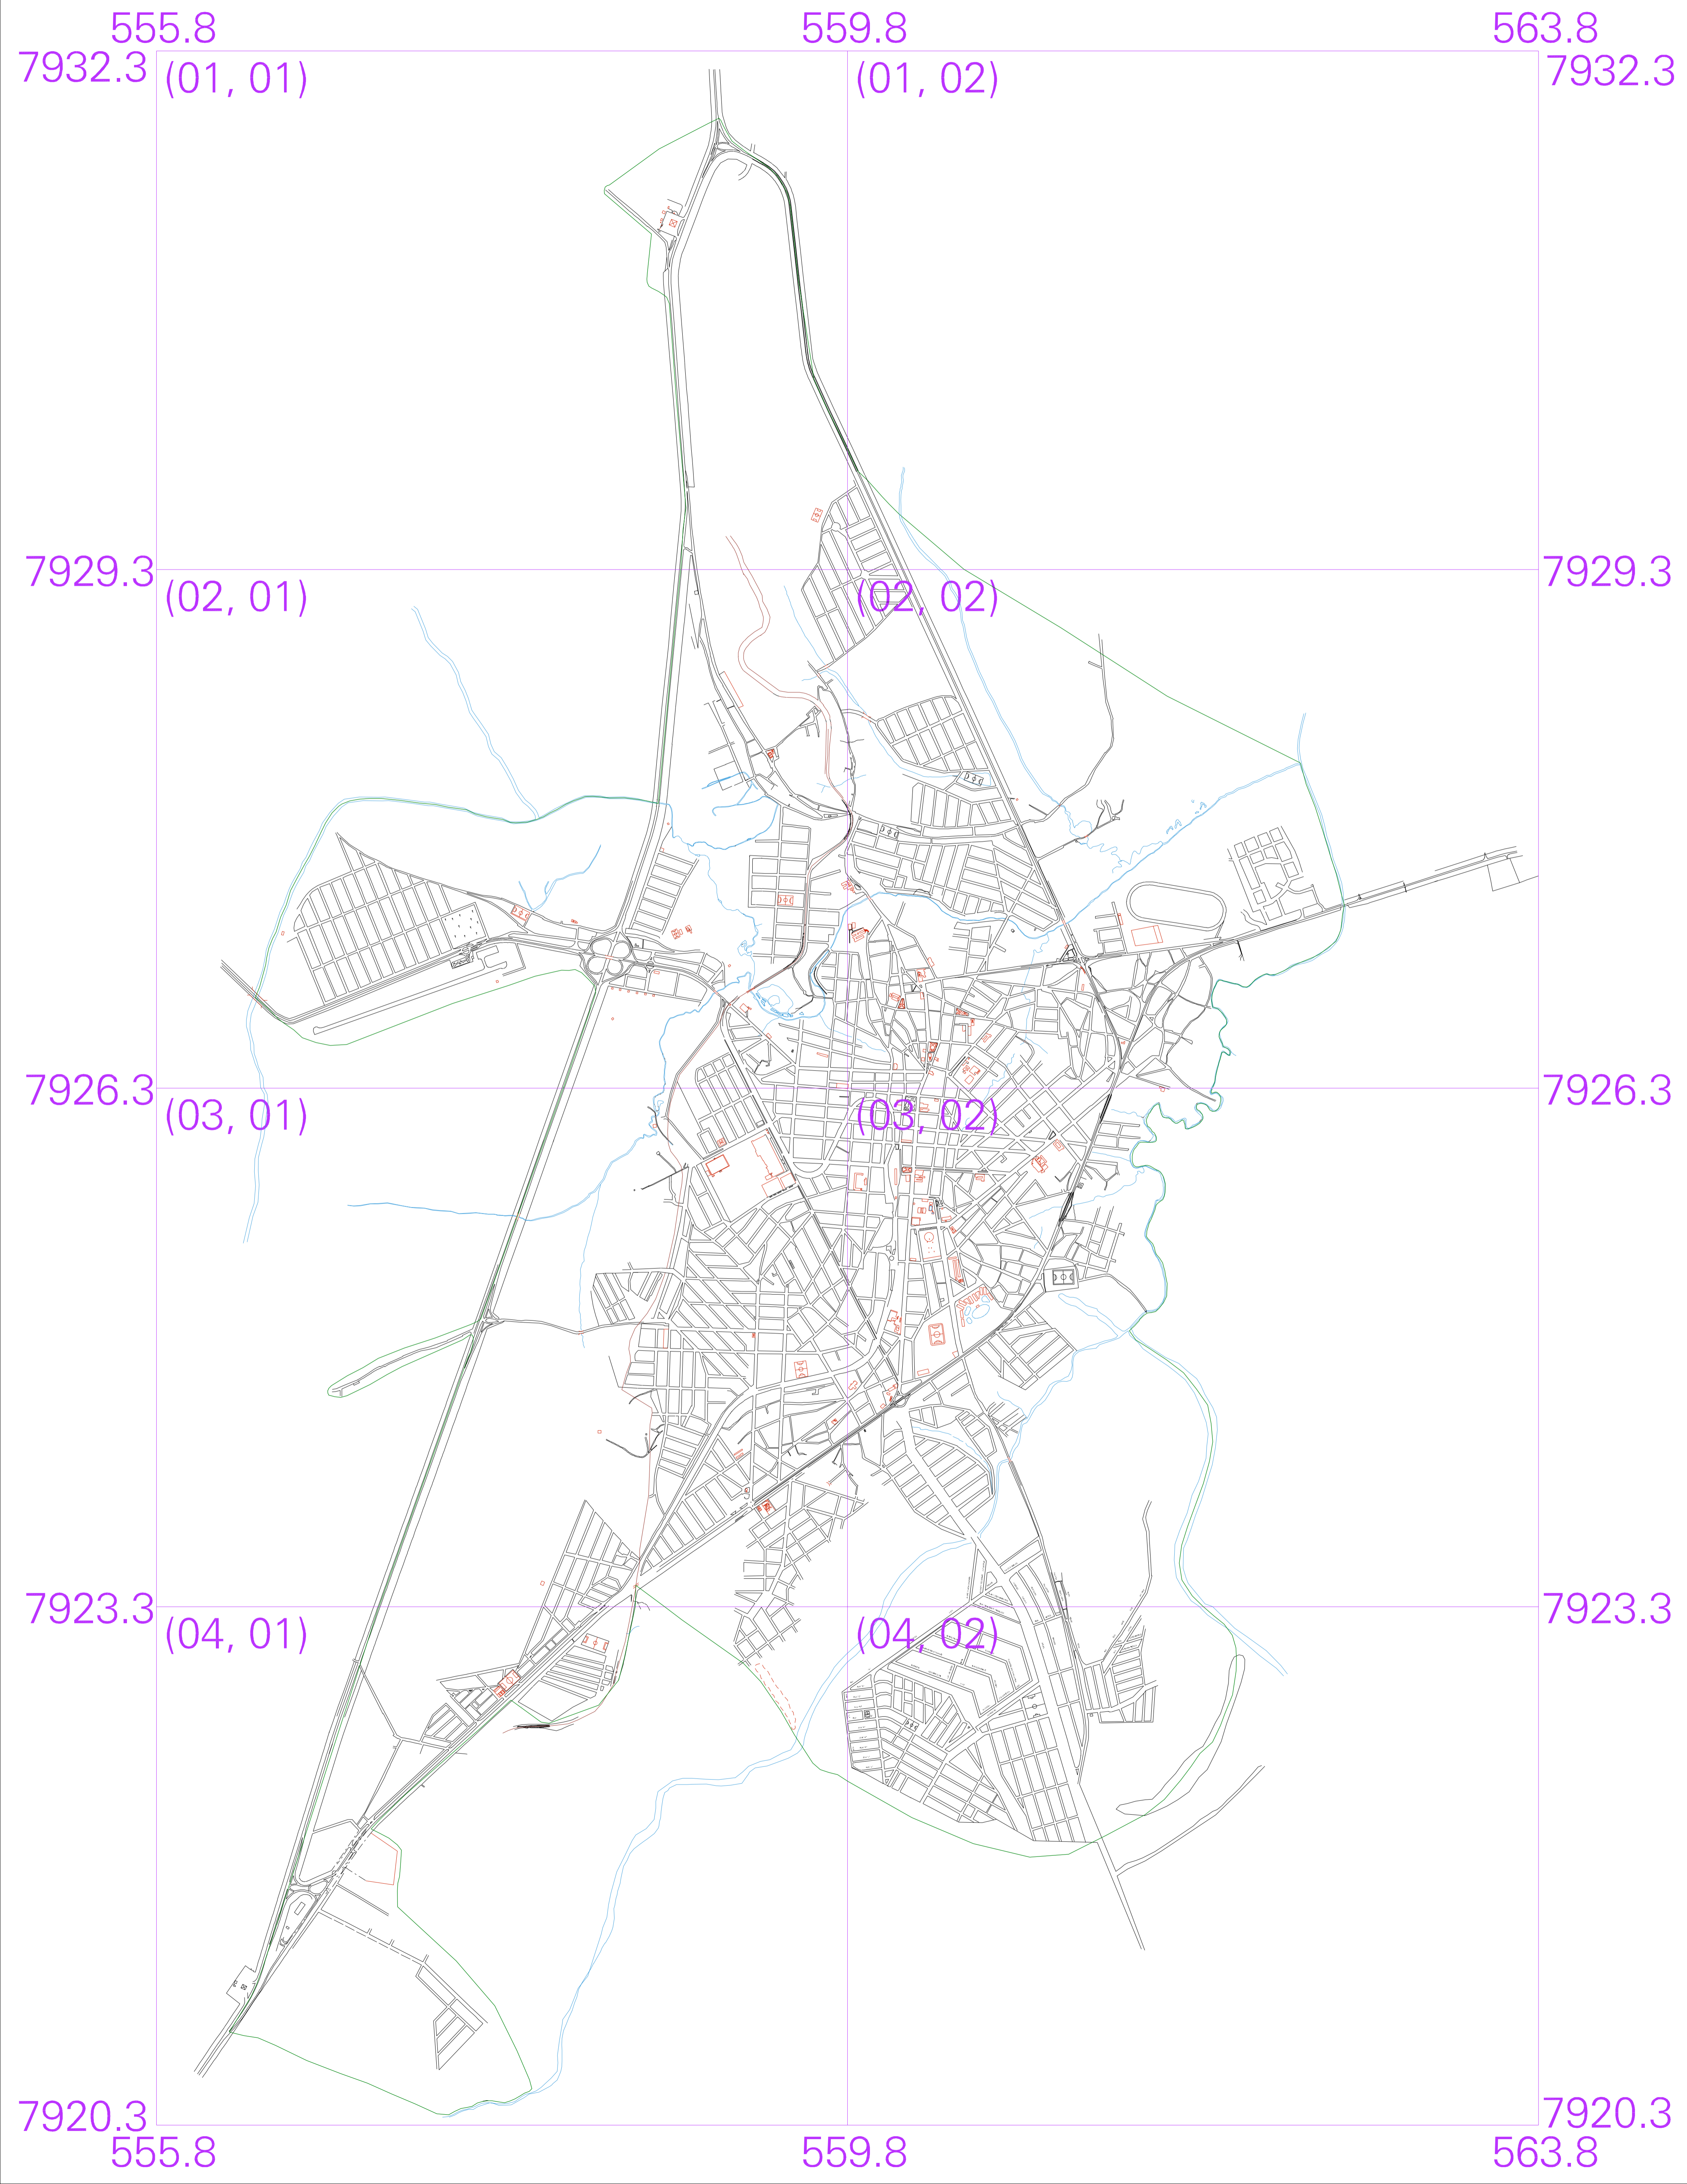 555.8 559.8 563.8
7932.3 (01, 01) (01, 02) 7932.3
7929.3 (02, 01) (02, 02) 7929.3
7926.3 (03, 01) (03, 02) 7926.3
7923.3 (04, 01) (04, 02) 7923.3
7920.3 7920.3
555.8 559.8 563.8